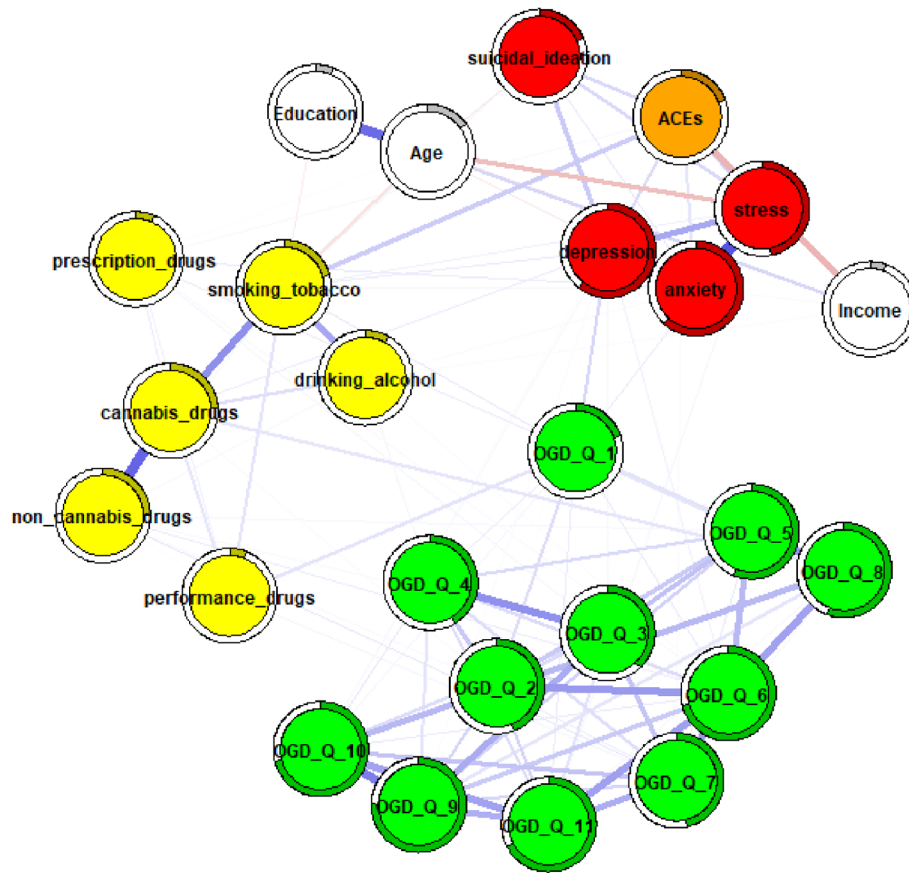 suicidal_ideation
Education
ACEs
Age
stress
depression
prescription_drugs
smoking_tobacco
anxiety
Income
drinking_alcohol
cannabis_drugs
OGD_Q_1
non_cannabis_drugs
OGD_Q_5
OGD_Q_8
OGD_Q_4
performance_drugs
OGD_Q_3
OGD_Q_2
OGD_Q_6
OGD_Q_10
OGD_Q_7
OGD_Q_9
OGD_Q_11